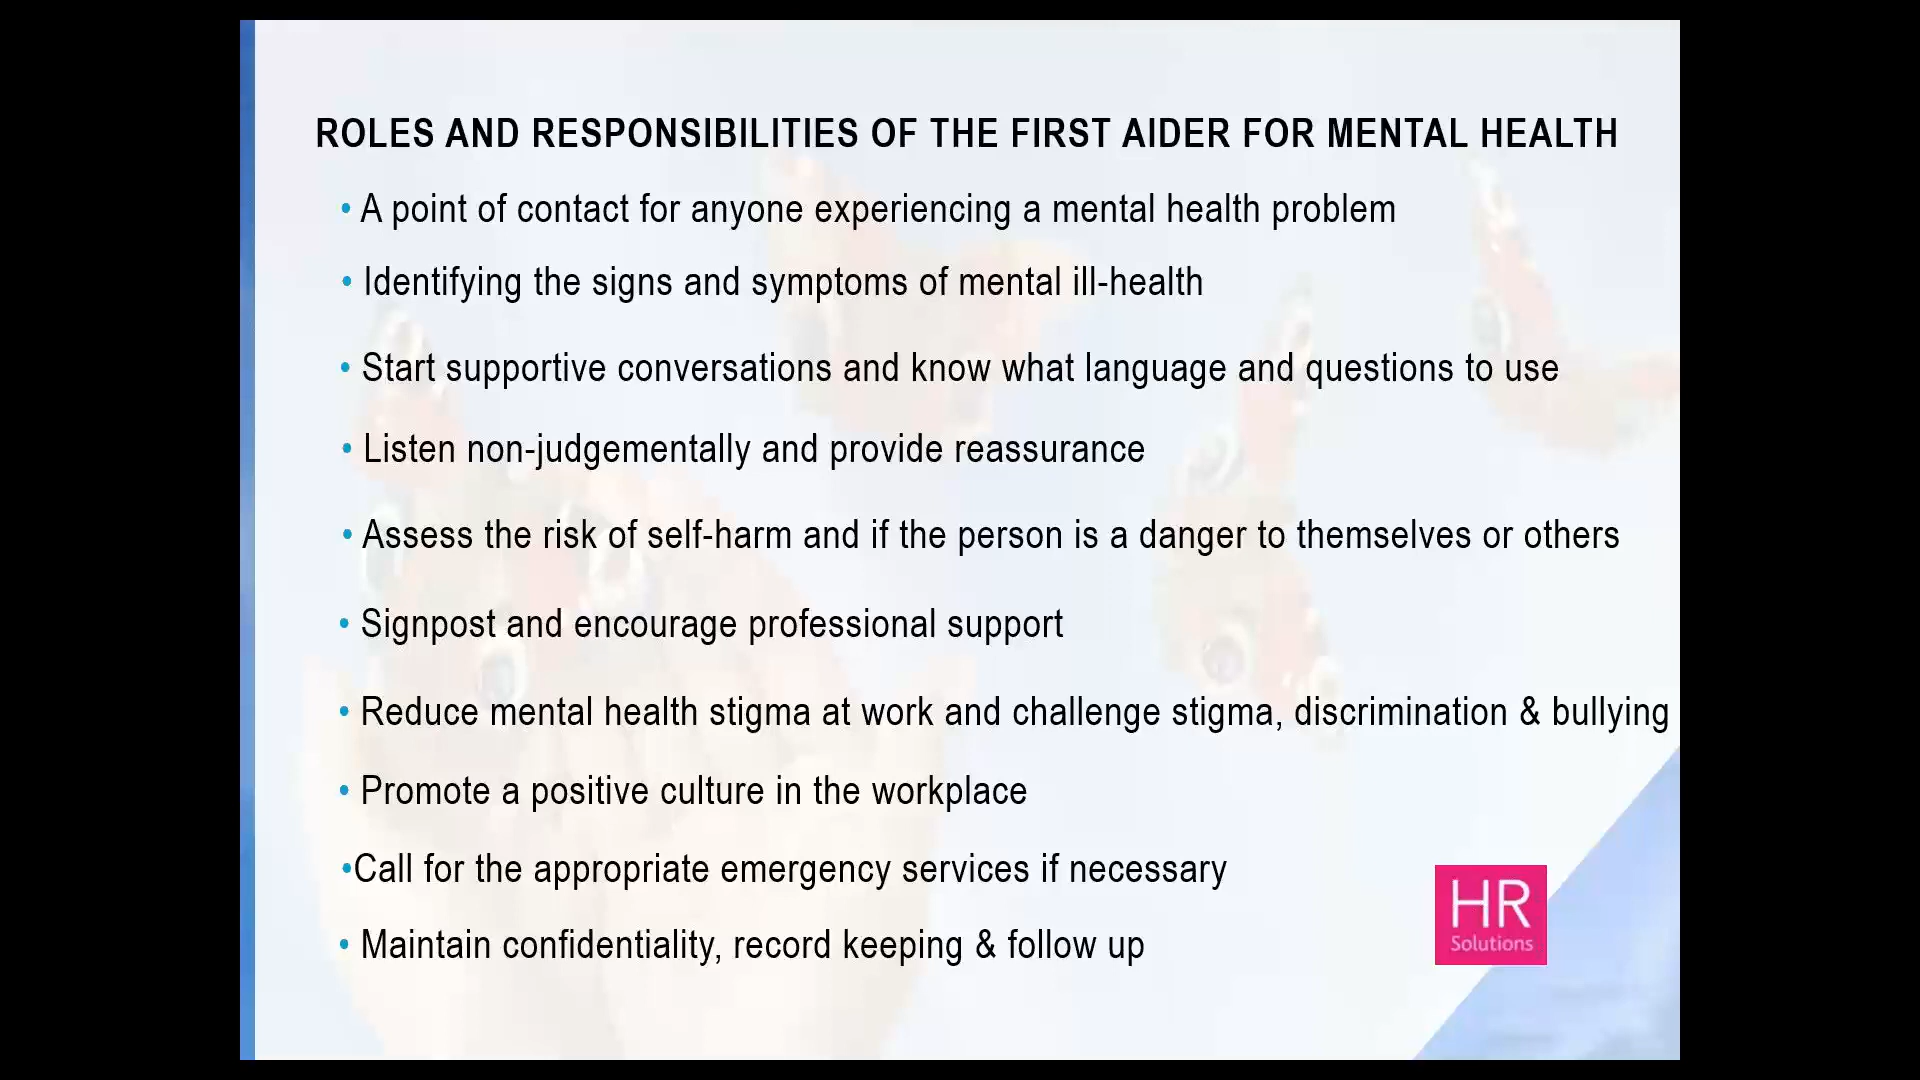 ROLES AND RESPONSIBILITIES OF THE FIRST AIDER FOR MENTAL HEALTH
• A point of contact for anyone experiencing a mental health problem
• Identifying the signs and symptoms of mental ill-health
• Start supportive conversations and know what language and questions to use
• Listen non-judgementally and provide reassurance
• Assess the risk of self-harm and if the person is a danger to themselves or others
• Signpost and encourage professional support
• Reduce mental health stigma at work and challenge stigma, discrimination & bullying
• Promote a positive culture in the workplace
•Call for the appropriate emergency services if necessary
• Maintain confidentiality, record keeping & follow up
HR
Solutions